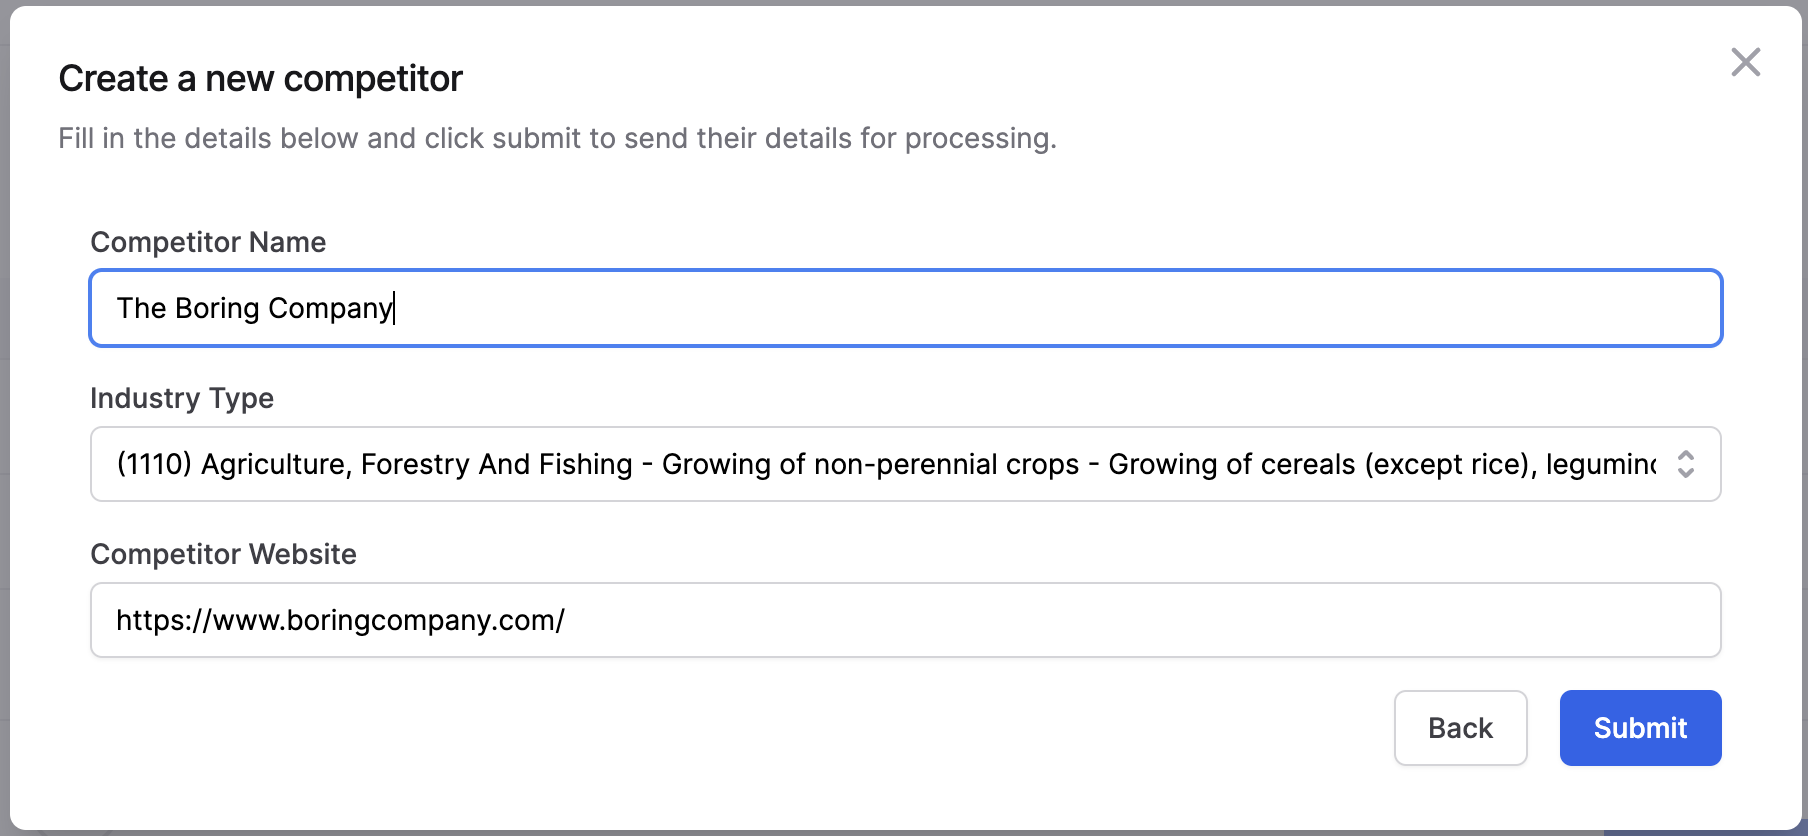 Create a new competitor
Fill in the details below and click submit to send their details for processing.
Competitor Name
The Boring Company
Industry Type
(1110) Agriculture, Forestry And Fishing - Growing of non-perennial crops - Growing of cereals (except rice), legumino
Competitor Website
https://www.boringcompany.com/
Back
Submit